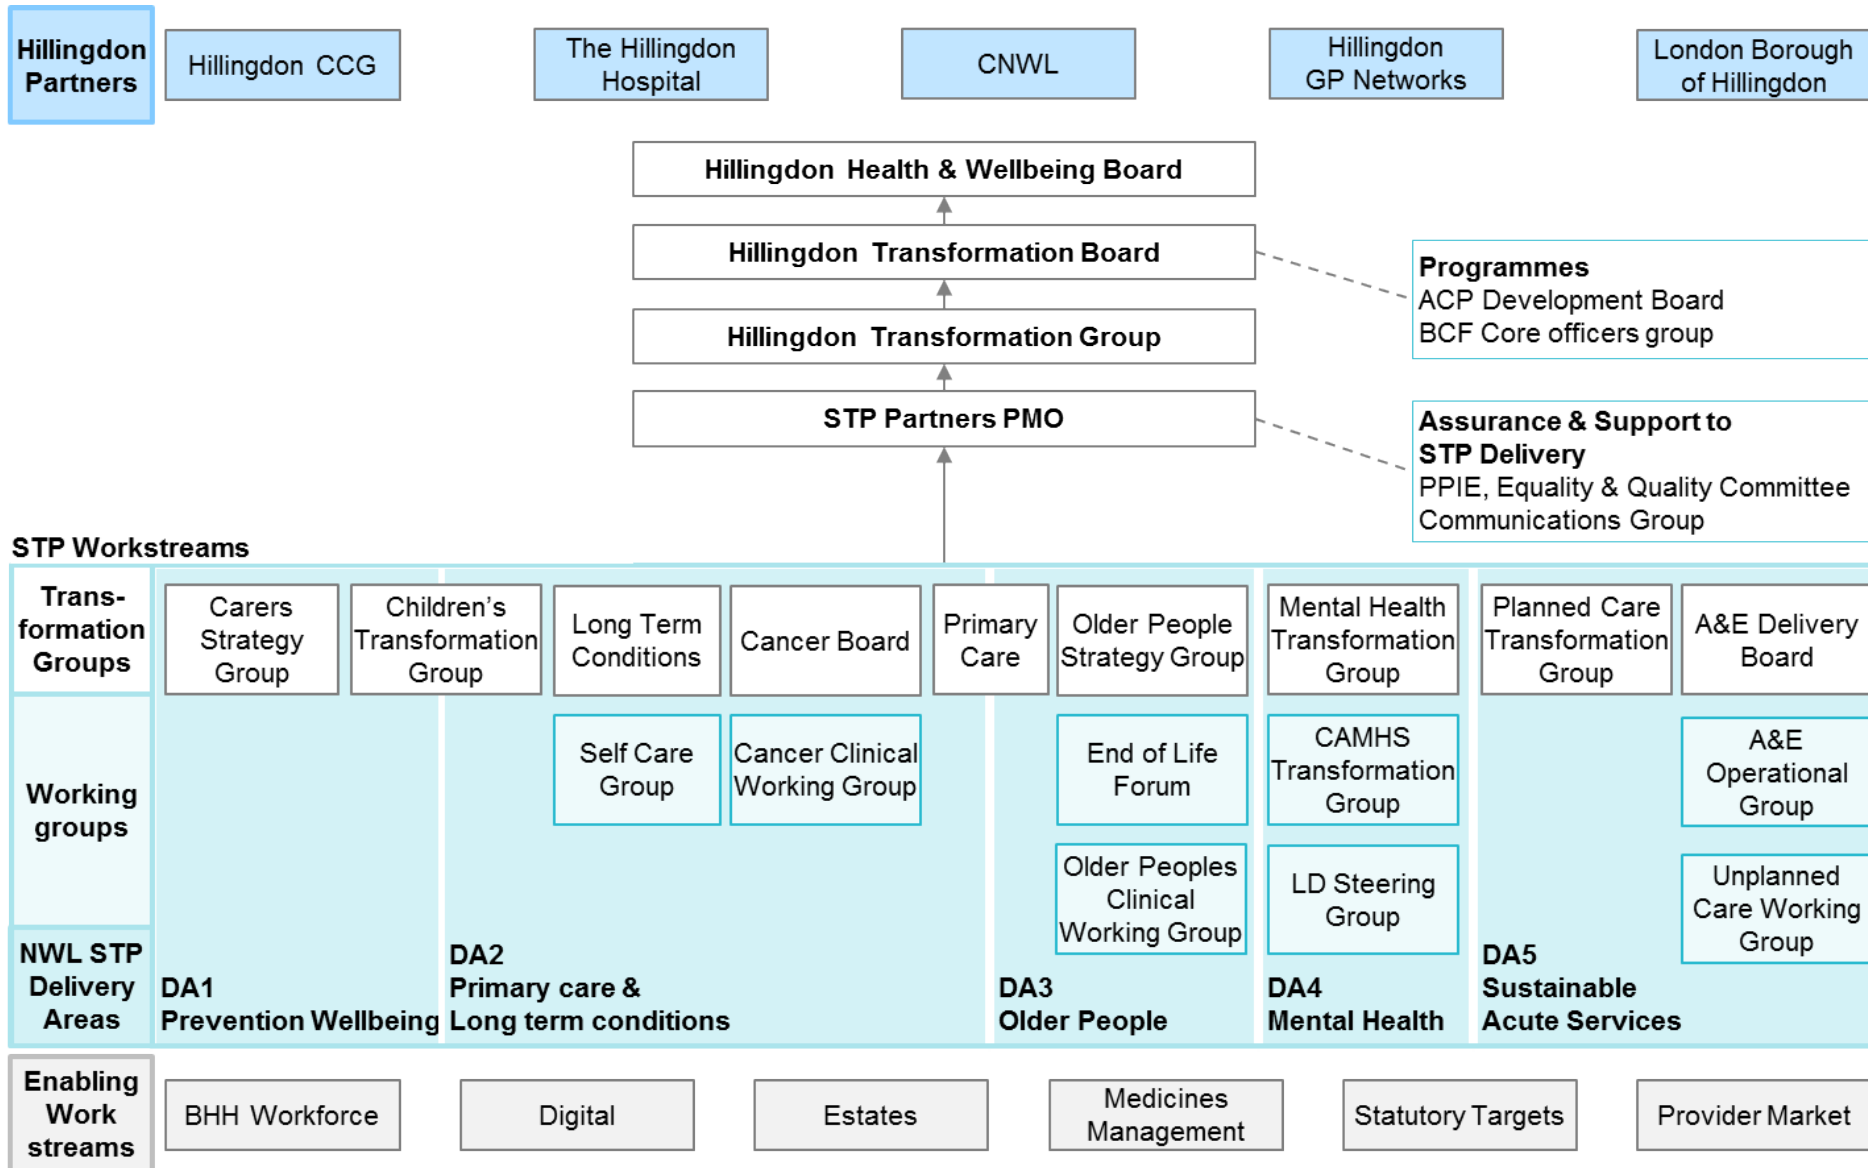 Hillingdon
Partners
Hillingdon CCG
The Hillingdon
Hospital
CNWL
Hillingdon
GP Networks
London Borough
of Hillingdon
Hillingdon Health & Wellbeing Board
Hillingdon Transformation Board
Hillingdon Transformation Group
STP Partners PMO
Programmes
ACP Development Board
BCF Core officers group
Assurance & Support to
STP Delivery
PPIE, Equality & Quality Committee
Communications Group
STP Workstreams
Trans-
formation
Groups
Carers
Strategy
Group
Children's
Transformation
Group
Long Term
Conditions
Cancer Board
Primary
Care
Older People
Strategy Group
Mental Health
Transformation
Group
Planned Care
Transformation
Group
A&E Delivery
Board
Working
groups
Self Care
Group
Cancer Clinical
Working Group
End of Life
Forum
CAMHS
Transformation
Group
A&E
Operational
Group
Older Peoples
Clinical
Working Group
LD Steering
Group
Unplanned
Care Working
Group
NWL STP
Delivery
Areas
DA1
Prevention Wellbeing
DA2
Primary care &
Long term conditions
DA3
Older People
DA4
Mental Health
DA5
Sustainable
Acute Services
Enabling
Work
streams
BHH Workforce
Digital
Estates
Medicines
Management
Statutory Targets
Provider Market